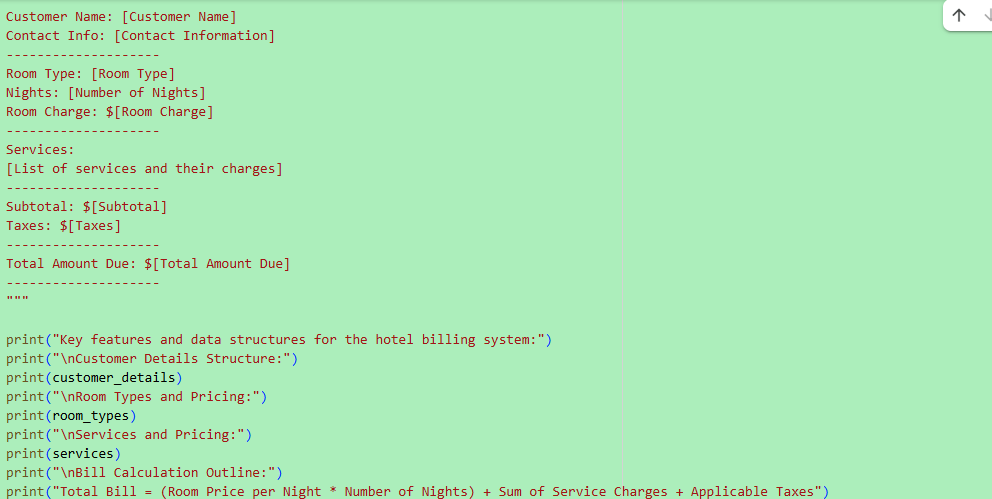 Customer Name: [Customer Name]
Contact Info: [Contact Information]
--------------------
Room Type: [Room Type]
Nights: [Number of Nights]
Room Charge: $[Room Charge]
--------------------
Services:
[List of services and their charges]
--------------------
Subtotal: $[Subtotal]
Taxes: $[Taxes]
--------------------
Total Amount Due: $[Total Amount Due]
--------------------
"""
print("Key features and data structures for the hotel billing system:")
print("\nCustomer Details Structure:")
print(customer_details)
print("\nRoom Types and Pricing:")
print(room_types)
print("\nServices and Pricing:")
print(services)
print("\nBill Calculation Outline:")
print("Total Bill = (Room Price per Night * Number of Nights) + Sum of Service Charges + Applicable Taxes")